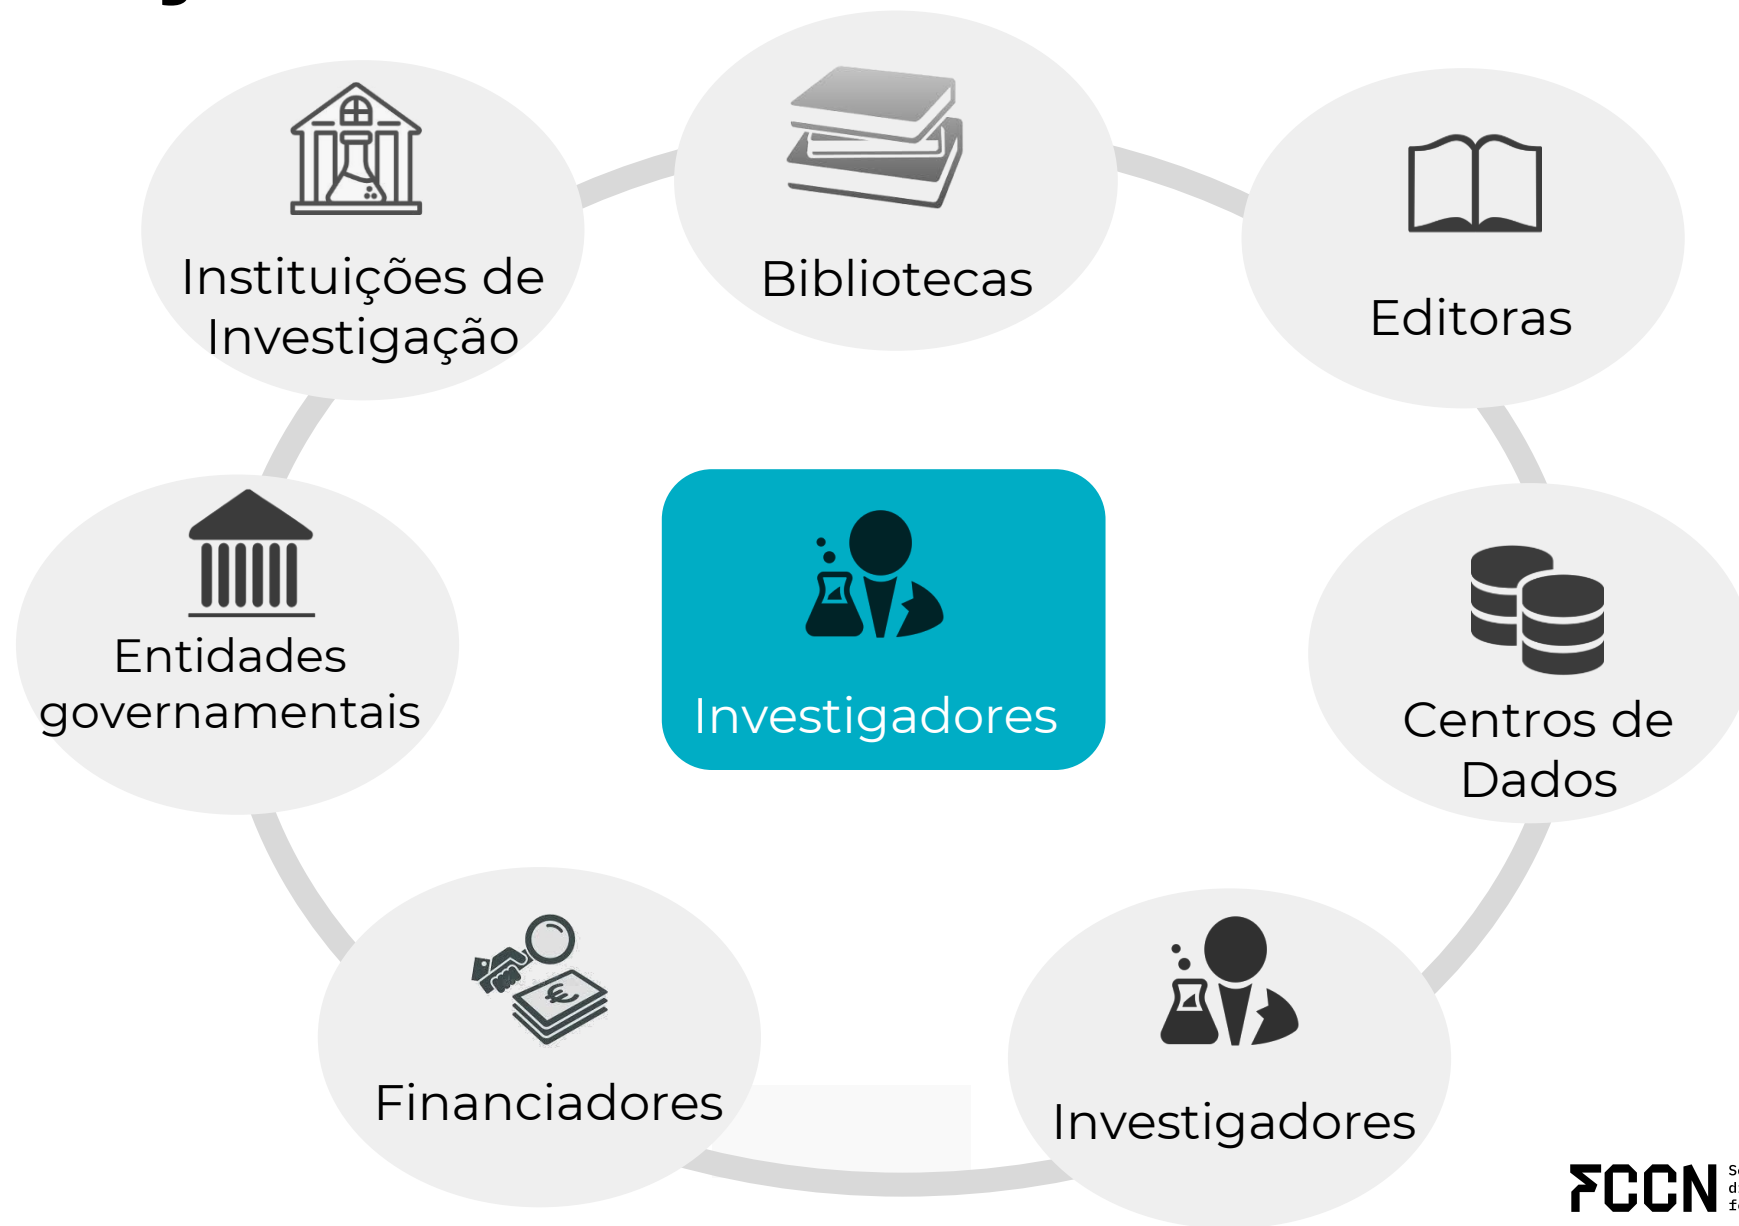 Bibliotecas
Instituições de
Investigação
Editoras
Entidades
governamentais
Investigadores
Centros de
Dados
Financiadores
Investigadores
FCCN